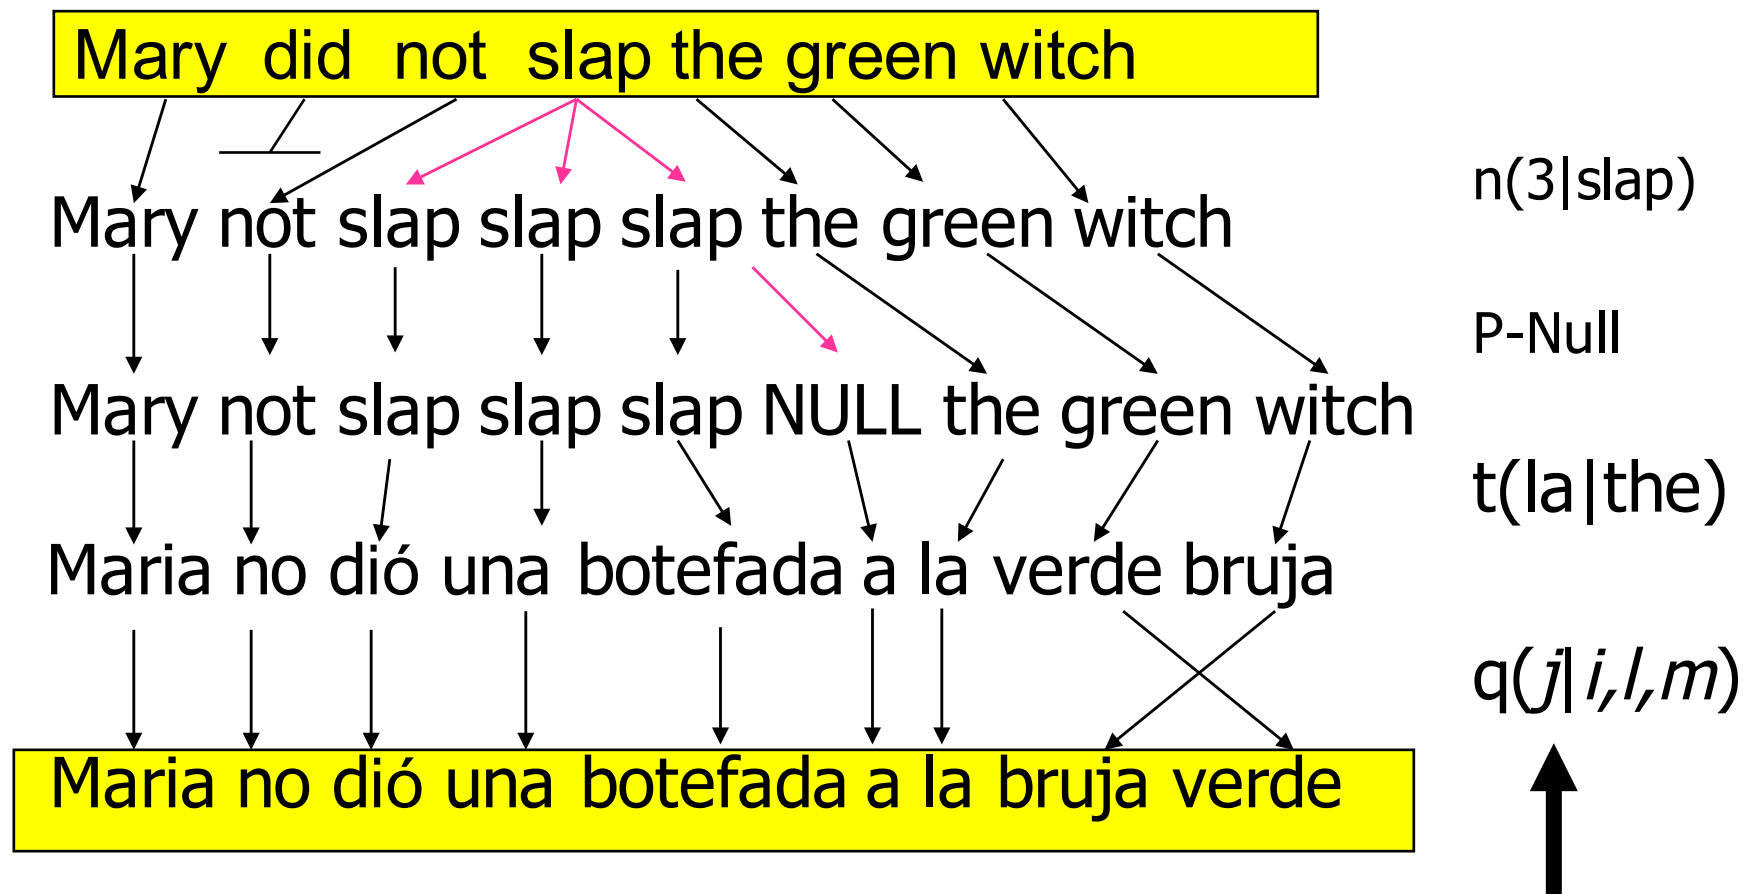 Mary did not slap the green witch
n(3|slap)
Mary not slap slap slap the green witch
P-Null
Mary not slap slap slap NULL the green witch
t(la|the)
Maria no dió una botefada a la verde bruja
q(j|i,l,m)
Maria no dió una botefada a la bruja verde